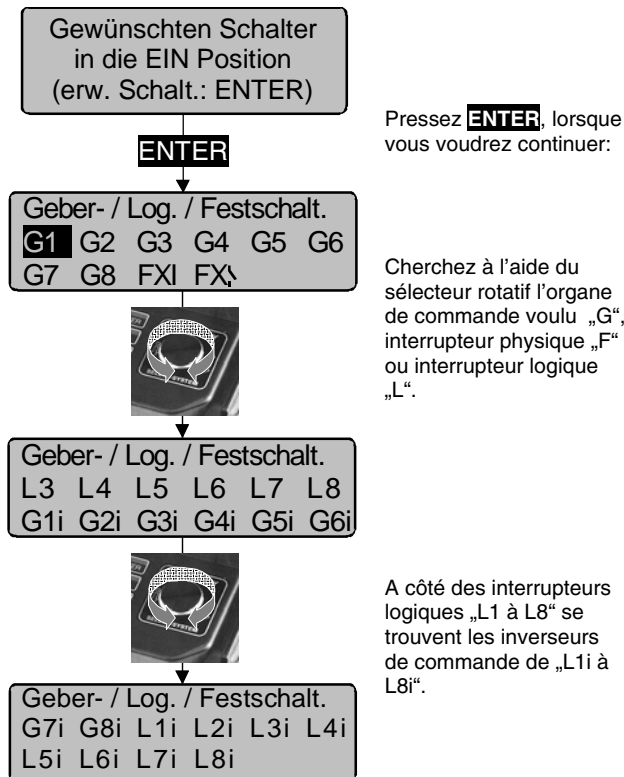 Gewünschten Schalter
in die EIN Position
(erw. Schalt.: ENTER)
Pressez ENTER, lorsque
vous voudrez continuer:
ENTER
Geber- / Log. / Festschalt.
G1 G2 G3 G4 G5 G6
G7 G8 FXI FX\
Cherchez à l'aide du
sélecteur rotatif l'organe
de commande voulu „G“,
interrupteur physique „F“
ou interrupteur logique
„L“.
Geber- / Log. / Festschalt.
L3 L4 L5 L6 L7 L8
G1i G2i G3i G4i G5i G6i
A côté des interrupteurs
logiques „L1 à L8“ se
trouvent les inverseurs
de commande de „L1i à
L8i“.
Geber- / Log. / Festschalt.
G7i G8i L1i L2i L3i L4i
L5i L6i L7i L8i